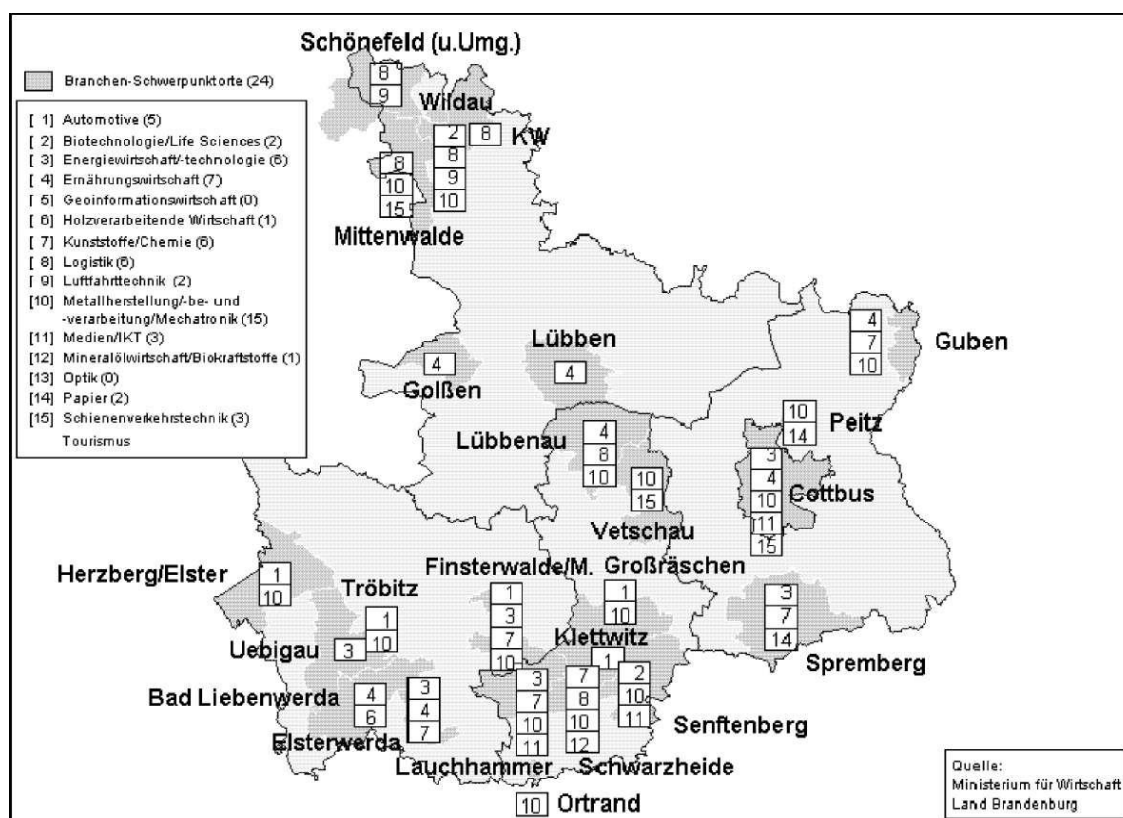 Schönefeld (u.Umg.)
8
9
Branchen-Schwerpunktorte (24)
[ 1] Automotive (5)
[ 2] Biotechnologie/Life Sciences (2)
[ 3] Energiewirtschaft/-technologie (6)
[ 4] Ernährungswirtschaft (7)
[ 5] Geoinformationswirtschaft (0)
[ 6] Holzverarbeitende Wirtschaft (1)
[ 7] Kunststoffe/Chemie (6)
[ 8] Logistik (6)
[ 9] Luftfahrttechnik (2)
[10] Metallherstellung/-be- und
-verarbeitung/Mechatronik (15)
[11] Medien/IKT (3)
[12] Mineralölwirtschaft/Biokraftstoffe (1)
[13] Optik (0)
[14] Papier (2)
[15] Schienenverkehrstechnik (3)
Tourismus
Wildau
2
8
9
10
8
KW
8
10
15
Mittenwalde
4
Golßen
Lübben
4
4
7
10
Guben
Lübbenau
4
8
10
10
15
Vetschau
10
14
Peitz
3
4
10
11
15
Cottbus
Herzberg/Elster
1
10
Tröbitz
1
10
Uebigau
3
Finsterwalde/M.
1
3
7
10
Großräschen
1
10
Klettwitz
1
3
7
14
Spremberg
Bad Liebenwerda
4
6
Elsterwerda
3
4
7
3
7
10
11
Lauchhammer
7
8
10
12
Schwarzheide
2
10
11
Senftenberg
10
Ortrand
Quelle:
Ministerium für Wirtschaft
Land Brandenburg